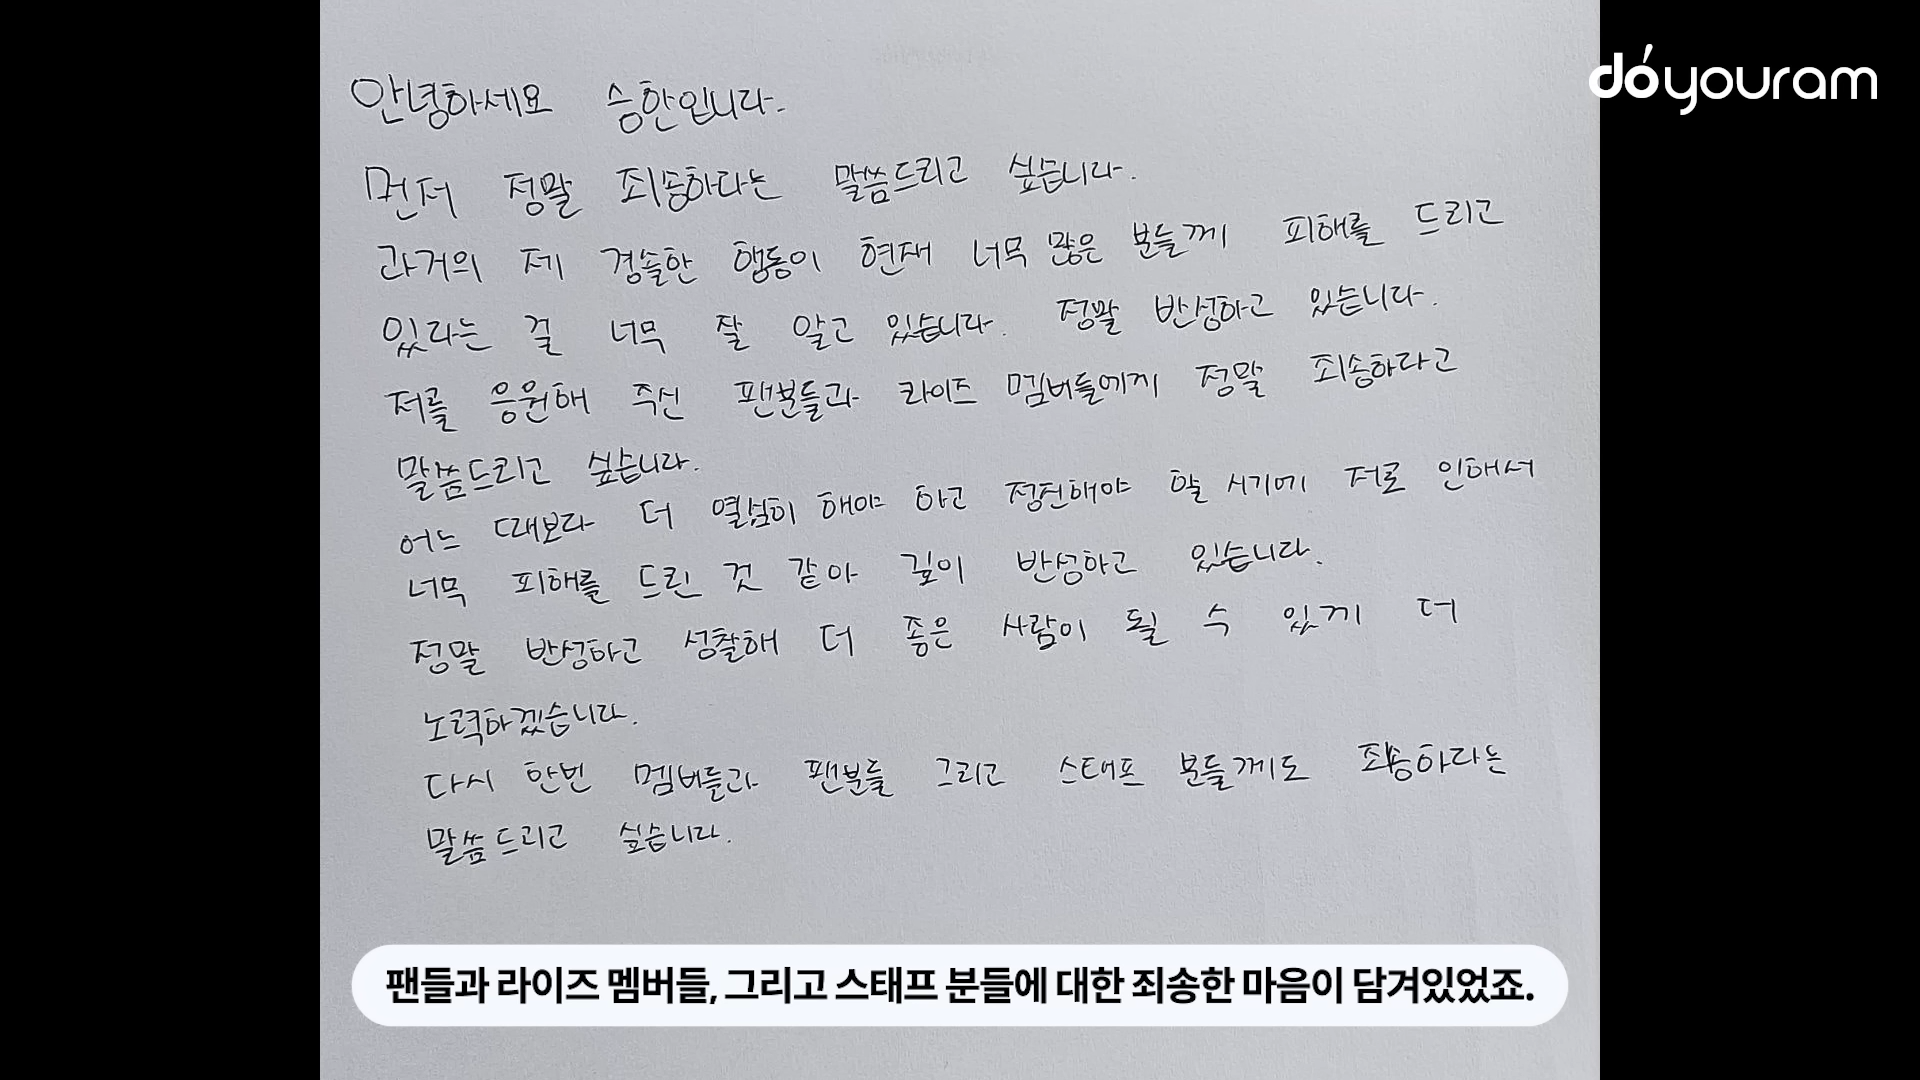 dóyouram
안녕하세요 승한입니다.
먼저 정말 죄송하다는 말씀드리고 싶습니다.
과거의 제 경솔한 행동이 현재 너무 많은 분들께 피해를 드리고
있다는 걸 너무 잘 알고 있습니다. 정말 반성하고 있습니다.
저를 응원해 주신 팬분들과 라이즈 멤버들에게 정말 죄송하다고
말씀드리고 싶습니다.
어느 때보다 더 열심히 해야 하고 정진해야 할 시기에 저로 인해서
너무 피해를 드린 것 같아 깊이 반성하고 있습니다.
정말 반성하고 성찰해 더 좋은 사람이 될 수 있게 더
노력하겠습니다.
다시 한번 멤버들과 팬분들 그리고 스태프 분들께도 죄송하다는
말씀드리고 싶습니다.
팬들과 라이즈 멤버들, 그리고 스태프 분들에 대한 죄송한 마음이 담겨있었죠.